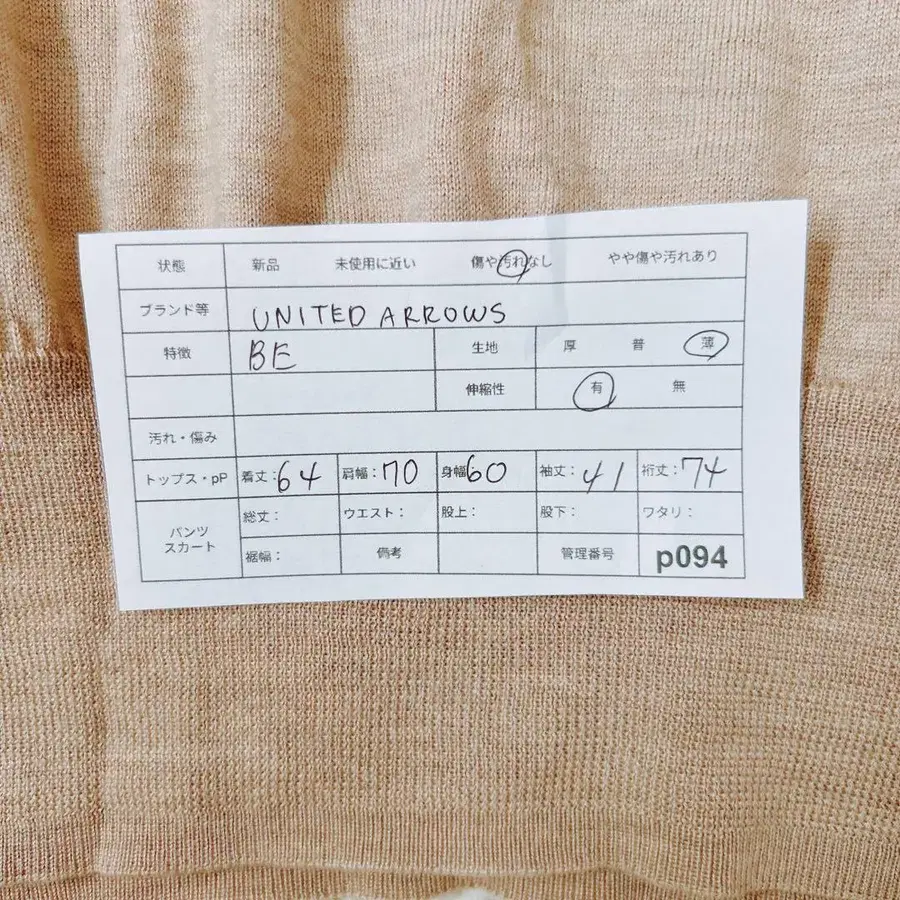 状態 新品 未使用に近い 傷や汚れなし やや傷や汚れあり
ブランド等 UNITED ARROWS
特徴 BE 生地 厚 普 薄
伸縮性 有 無
汚れ・傷み
トップス・pP 着丈:64 肩幅:70 身幅:60 袖丈:41 裄丈:74
パンツ 総丈: ウエスト: 股上: 股下: ワタリ:
スカート
裾幅: 備考 管理番号 p094